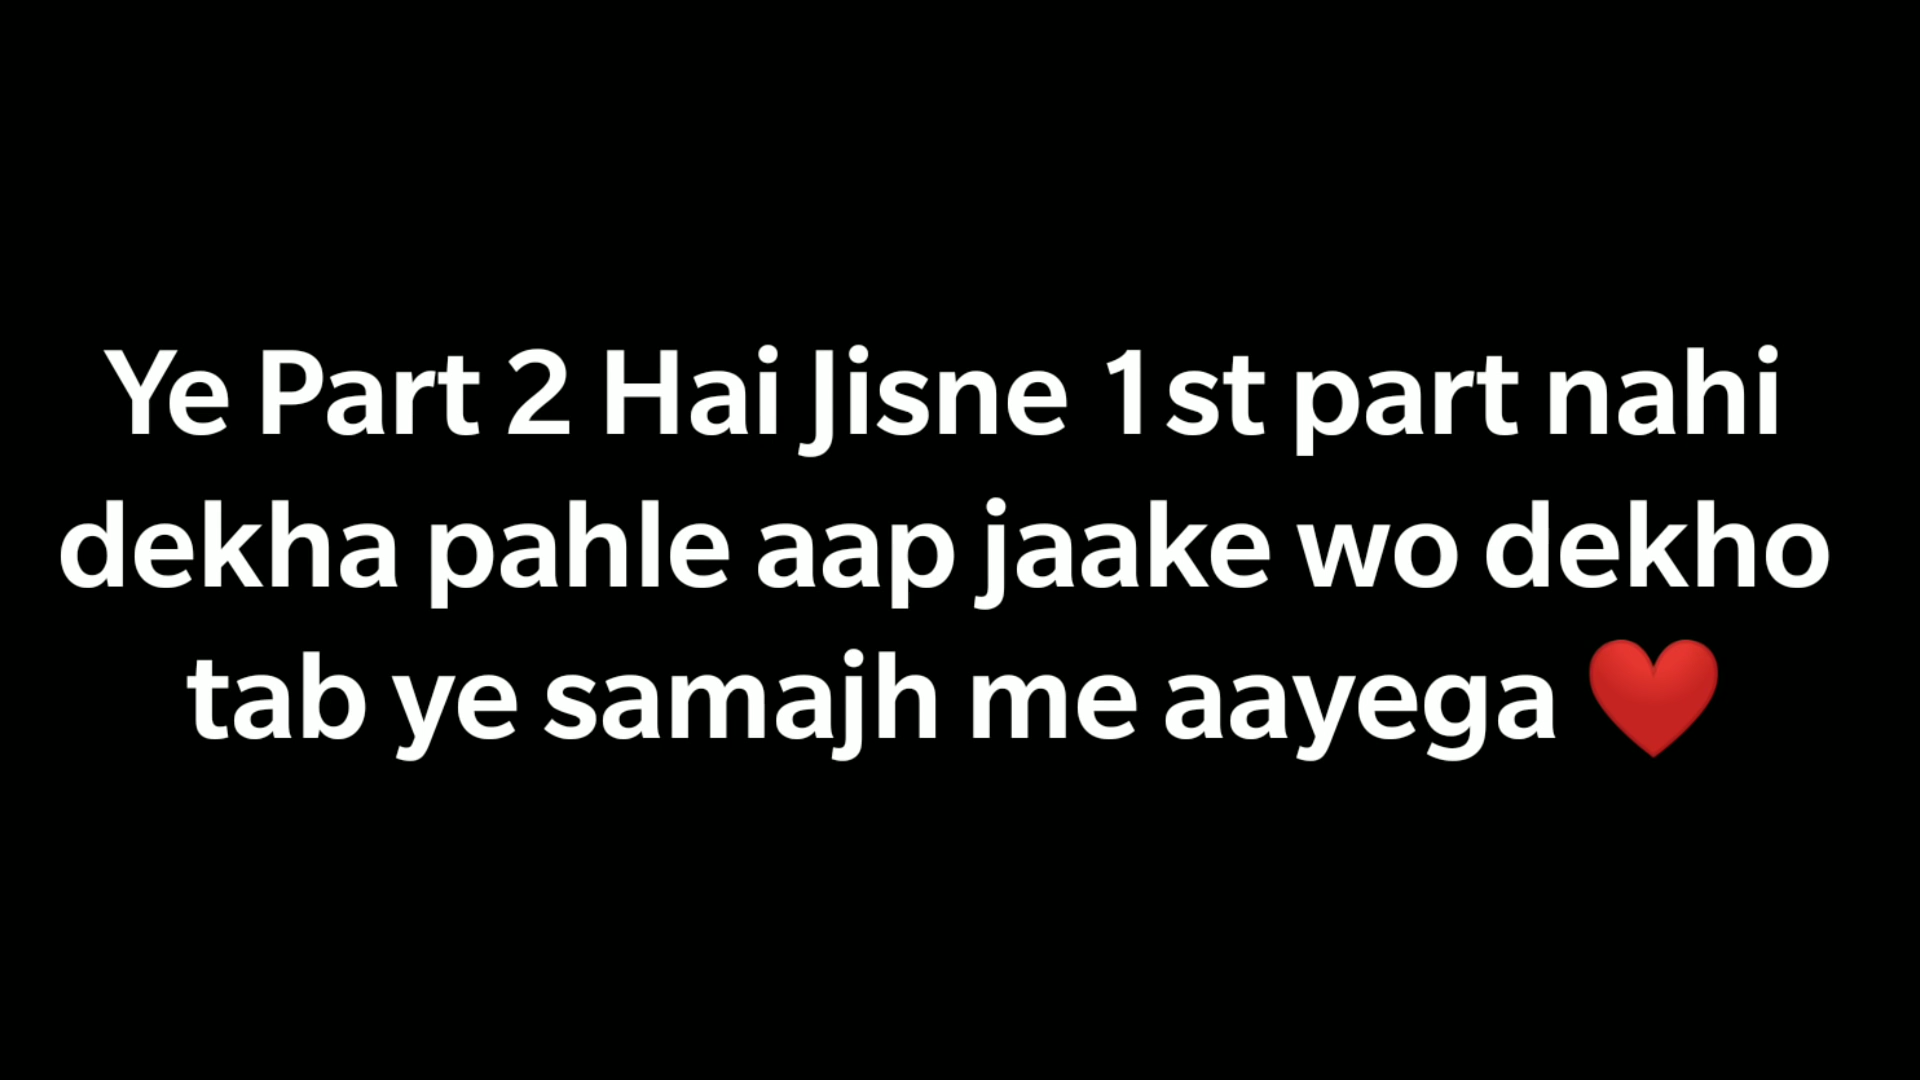 Ye Part 2 Hai Jisne 1st part nahi
dekha pahle aap jaake wo dekho
tab ye samajh me aayega ❤️